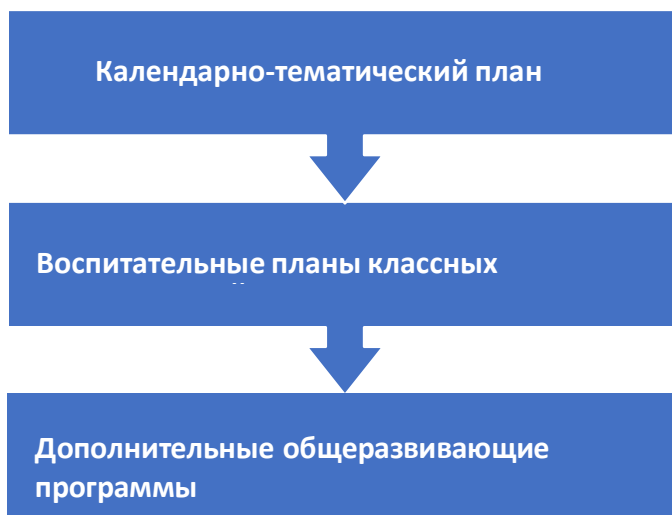 Календарно-тематический план
Воспитательные планы классных
Дополнительные общеразвивающие
программы